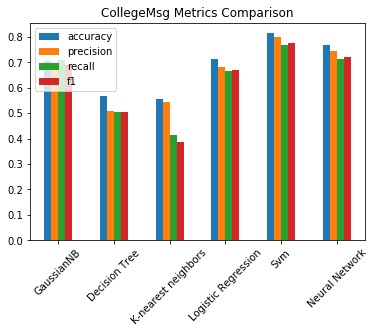 CollegeMsg Metrics Comparison
accuracy
precision
recall
f1
0.8
0.7
0.6
0.5
0.4
0.3
0.2
0.1
0.0
GaussianNB
Decision Tree
K-nearest neighbors
Logistic Regression
Svm
Neural Network